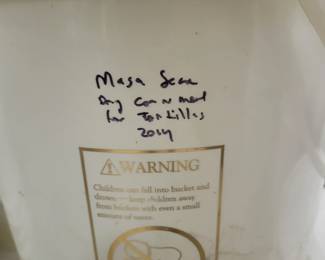 Masa Seca
Dry Corn Meal
for Tortillas
2014
WARNING
Children can fall into bucket and
drown — keep children away
from buckets with even a small
amount of water.